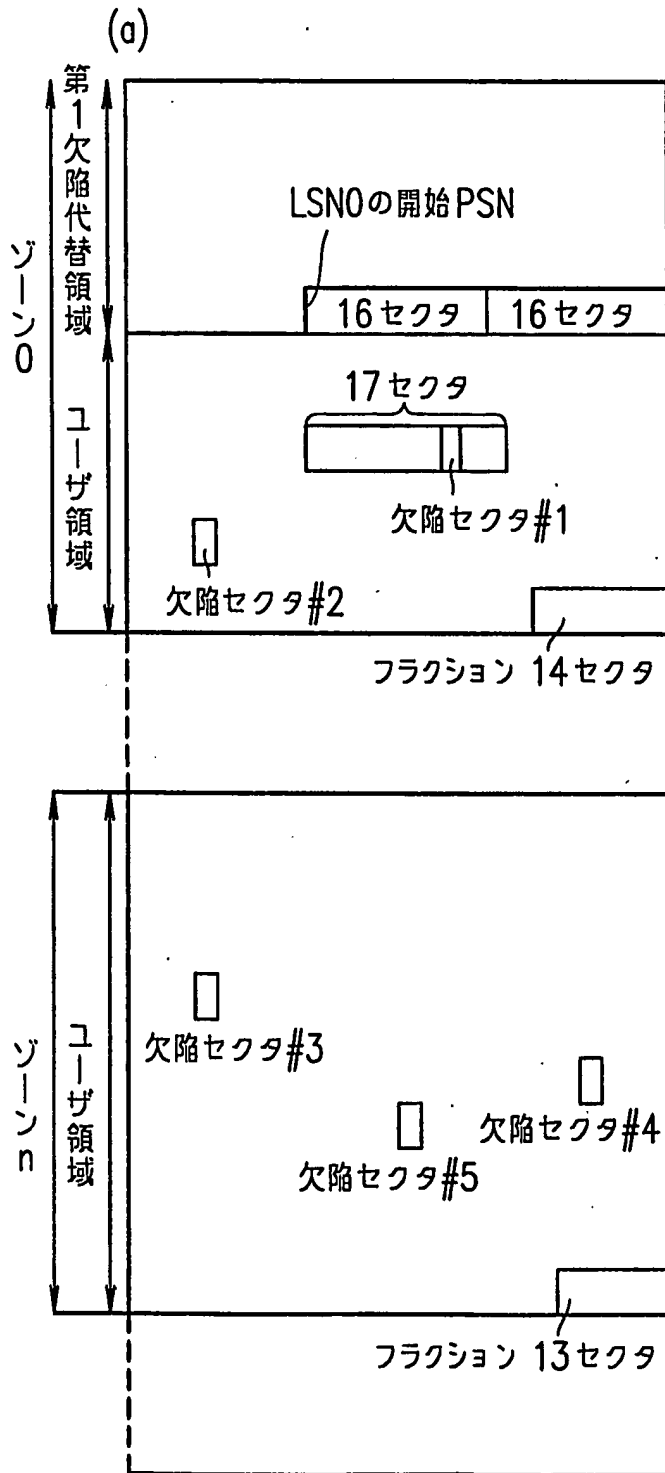 (a)
第1欠陥代替領域
ゾーン0
LSN0の開始PSN
16セクタ
16セクタ
17セクタ
ユーザ領域
欠陥セクタ#1
欠陥セクタ#2
フラクション 14セクタ
欠陥セクタ#3
ゾーンn
ユーザ領域
欠陥セクタ#4
欠陥セクタ#5
フラクション 13セクタ